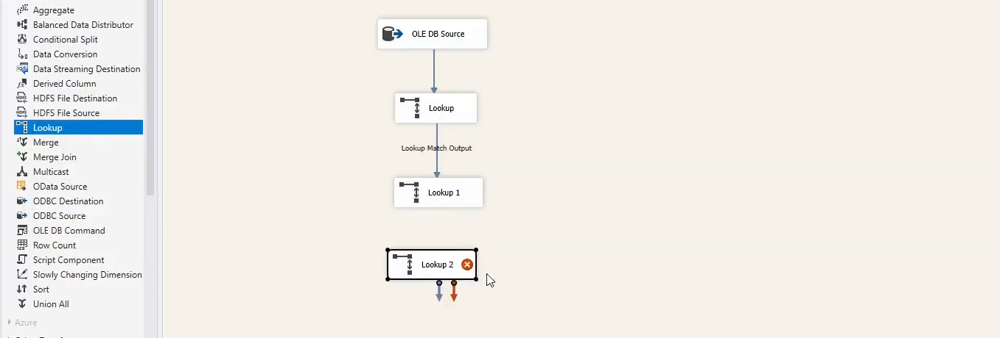 Aggregate
Balanced Data Distributor
Conditional Split
Data Conversion
Data Streaming Destination
Derived Column
HDFS File Destination
HDFS File Source
Lookup
Merge
Merge Join
Multicast
OData Source
ODBC Destination
ODBC Source
OLE DB Command
Row Count
Script Component
Slowly Changing Dimension
Sort
Union All
Azure
OLE DB Source
Lookup
Lookup Match Output
Lookup 1
Lookup 2